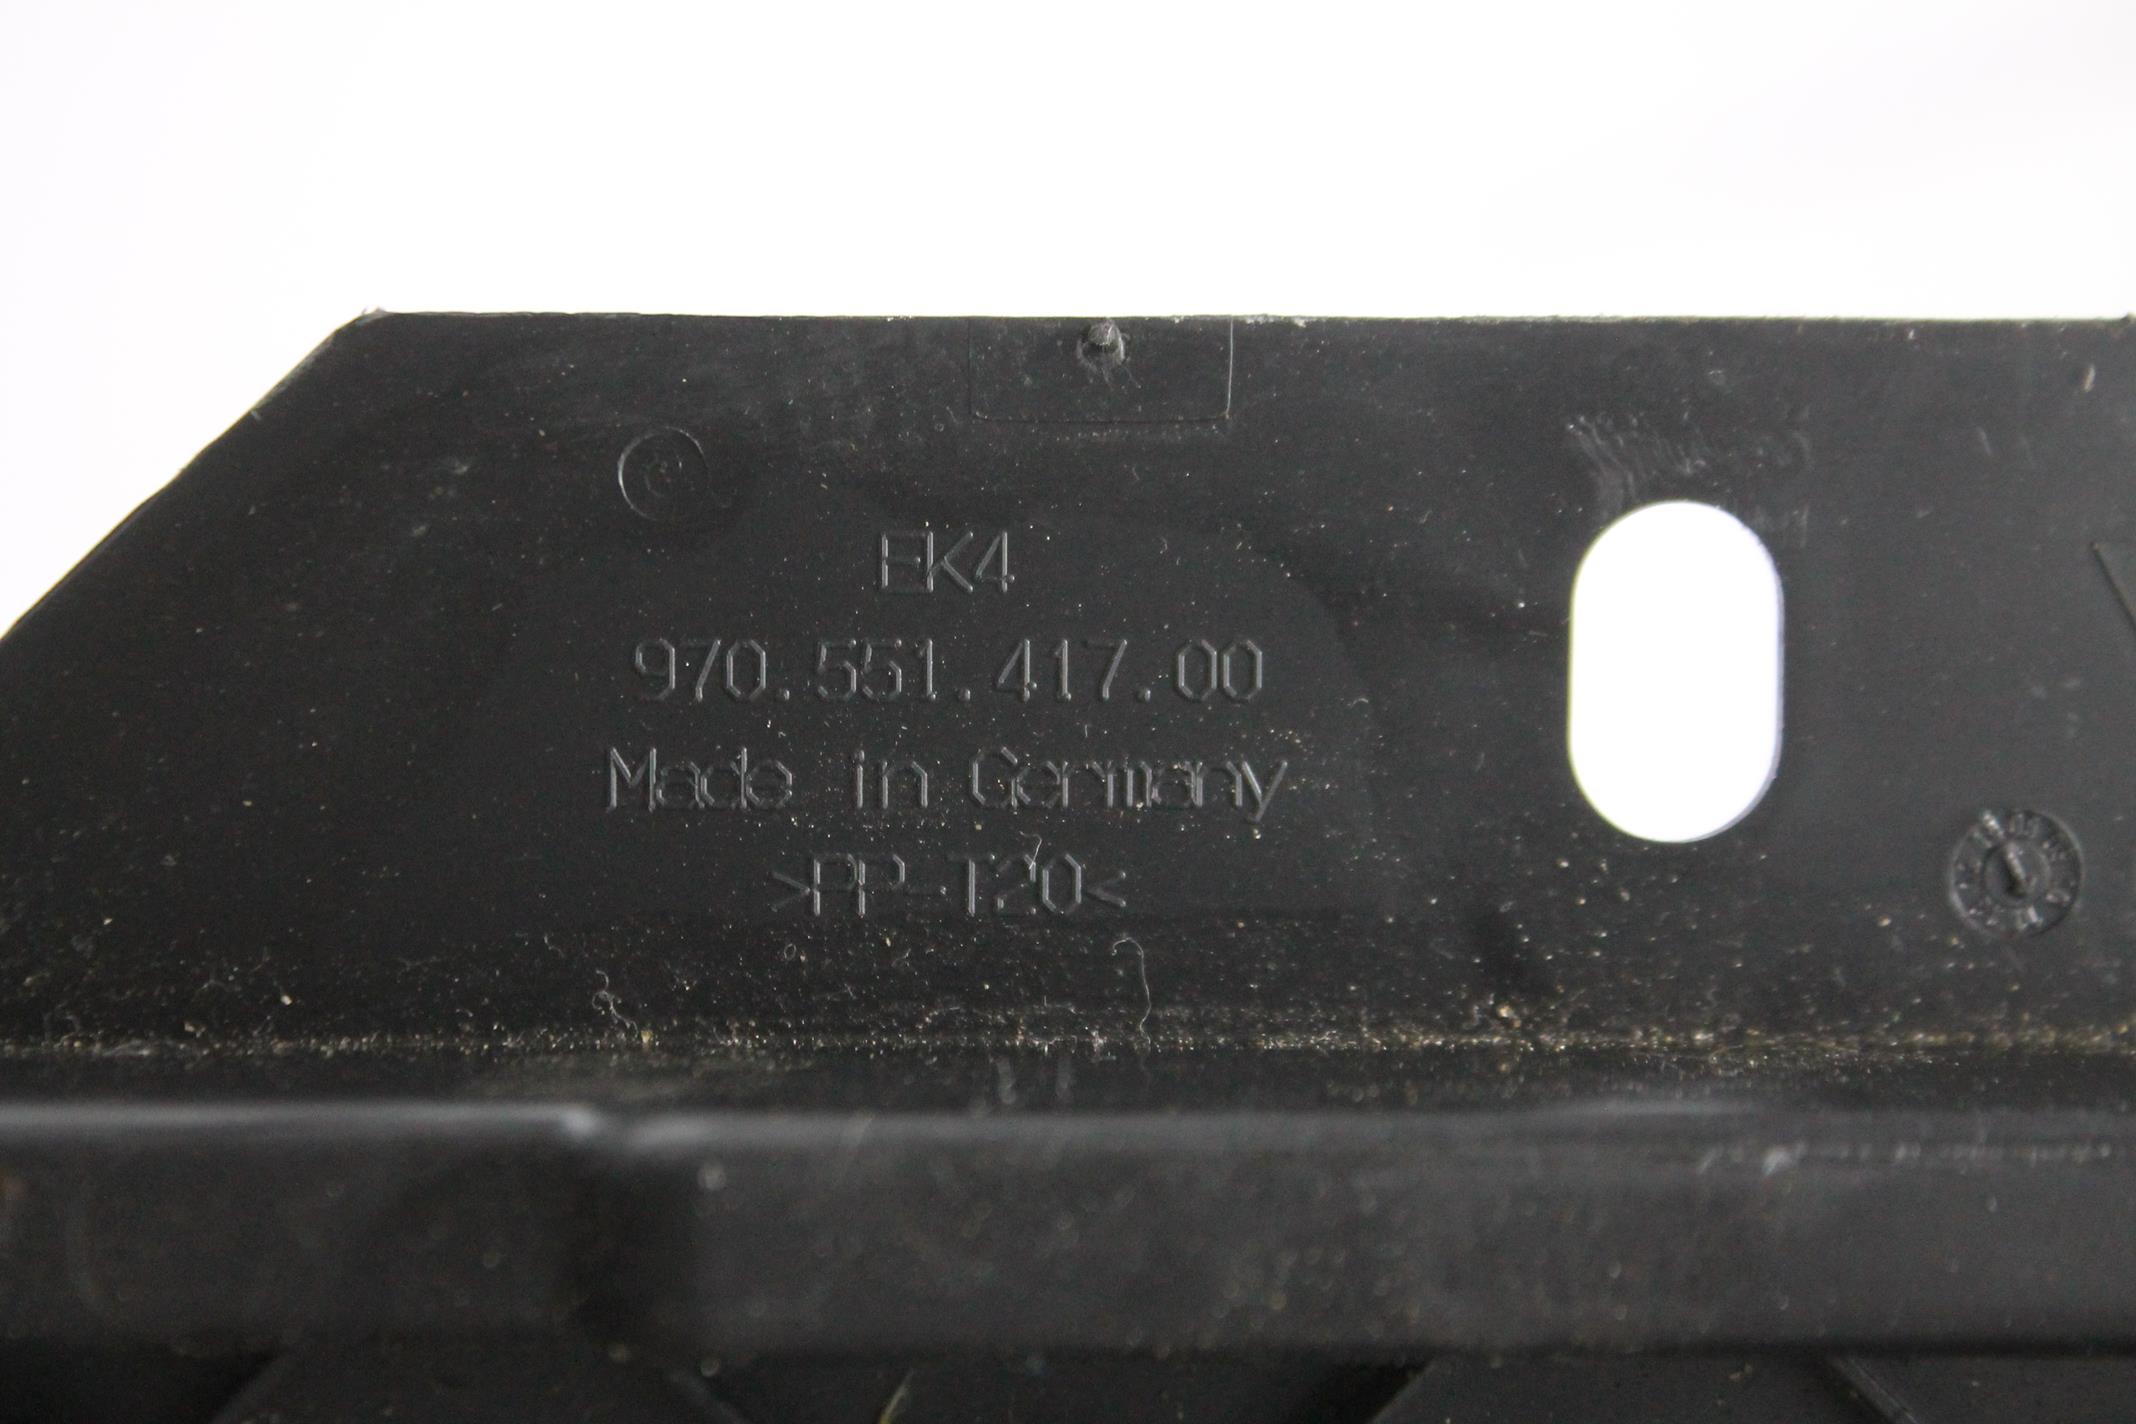 EK4
970.551.417.00
Made in Germany
>PP-T20<